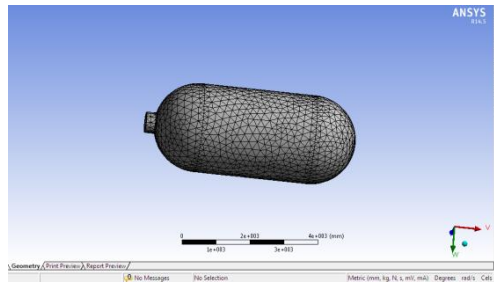 ANSYS
R14.5
0 2e+003 4e+003 (mm)
1e+003 3e+003
Geometry Print Preview Report Preview
No Messages No Selection Metric (mm, kg, N, s, mV, mA) Degrees rad/s Cels